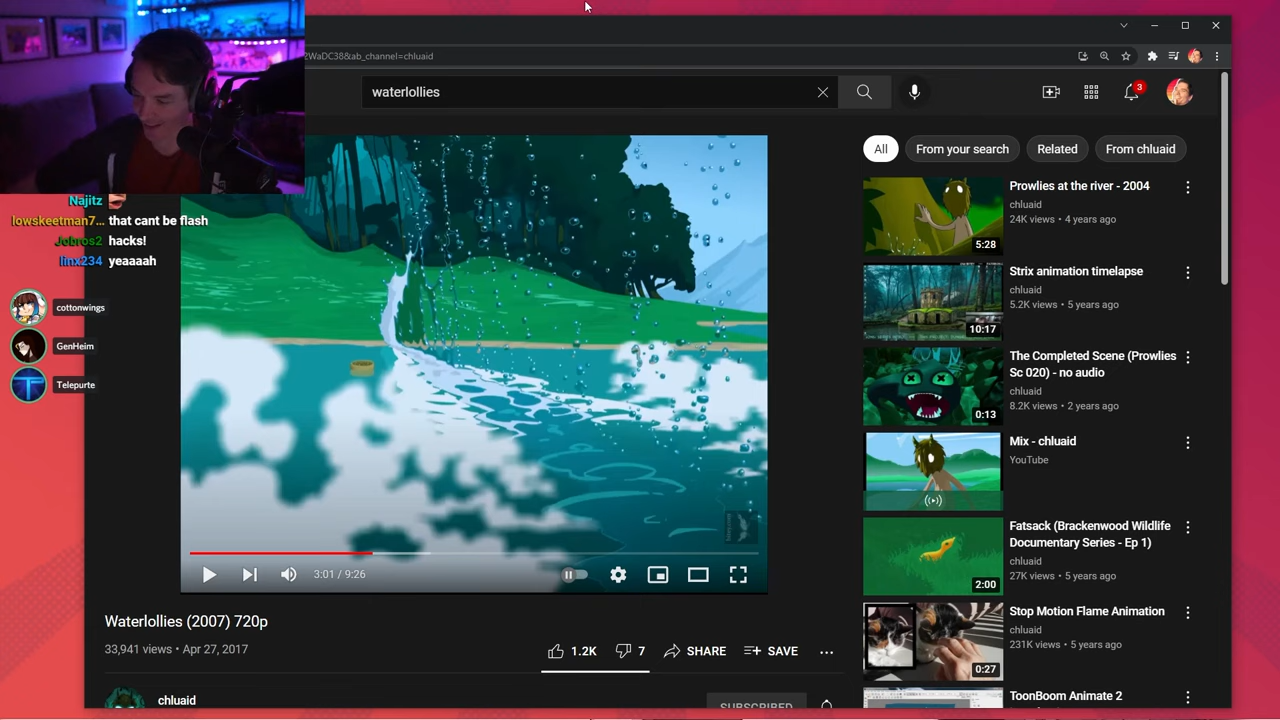 2WaDC38&ab_channel=chluaid
waterlollies
3
All
From your search
Related
From chluaid
Najitz
lowskeetman7... that cant be flash
Jobros2 hacks!
linx234 yeaaaah
cottonwings
GenHeim
Telepurte
3:01 / 9:26
Waterlollies (2007) 720p
33,941 views • Apr 27, 2017
1.2K
7
SHARE
SAVE
chluaid
SUBSCRIBED
5:28
Prowlies at the river - 2004
chluaid
24K views • 4 years ago
10:17
Strix animation timelapse
chluaid
5.2K views • 5 years ago
0:13
The Completed Scene (Prowlies
Sc 020) - no audio
chluaid
8.2K views • 2 years ago
Mix - chluaid
YouTube
2:00
Fatsack (Brackenwood Wildlife
Documentary Series - Ep 1)
chluaid
27K views • 5 years ago
0:27
Stop Motion Flame Animation
chluaid
231K views • 5 years ago
ToonBoom Animate 2